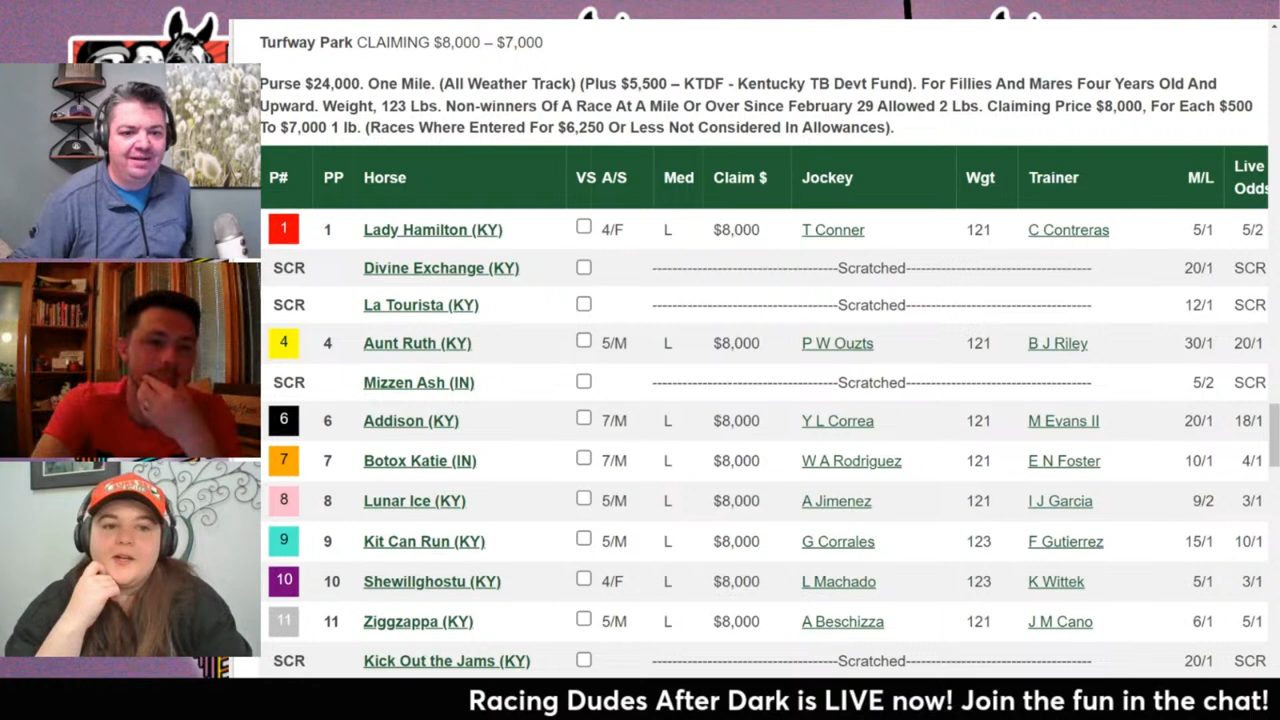 Turfway Park CLAIMING $8,000 – $7,000
Purse $24,000. One Mile. (All Weather Track) (Plus $5,500 – KTDF - Kentucky TB Devt Fund). For Fillies And Mares Four Years Old And
Upward. Weight, 123 Lbs. Non-winners Of A Race At A Mile Or Over Since February 29 Allowed 2 Lbs. Claiming Price $8,000, For Each $500
To $7,000 1 lb. (Races Where Entered For $6,250 Or Less Not Considered In Allowances).
P# PP Horse VS A/S Med Claim $ Jockey Wgt Trainer M/L Live Odds
1 1 Lady Hamilton (KY) 4/F L $8,000 T Conner 121 C Contreras 5/1 5/2
SCR Divine Exchange (KY) ------------------------------------Scratched------------------------------------ 20/1 SCR
SCR La Tourista (KY) ------------------------------------Scratched------------------------------------ 12/1 SCR
4 4 Aunt Ruth (KY) 5/M L $8,000 P W Ouzts 121 B J Riley 30/1 20/1
SCR Mizzen Ash (IN) ------------------------------------Scratched------------------------------------ 5/2 SCR
6 6 Addison (KY) 7/M L $8,000 Y L Correa 121 M Evans II 20/1 18/1
7 7 Botox Katie (IN) 7/M L $8,000 W A Rodriguez 121 E N Foster 10/1 4/1
8 8 Lunar Ice (KY) 5/M L $8,000 A Jimenez 121 I J Garcia 9/2 3/1
9 9 Kit Can Run (KY) 5/M L $8,000 G Corrales 123 F Gutierrez 15/1 10/1
10 10 Shewillghostu (KY) 4/F L $8,000 L Machado 123 K Wittek 5/1 3/1
11 11 Ziggzappa (KY) 5/M L $8,000 A Beschizza 121 J M Cano 6/1 5/1
SCR Kick Out the Jams (KY) ------------------------------------Scratched------------------------------------ 20/1 SCR
Racing Dudes After Dark is LIVE now! Join the fun in the chat!